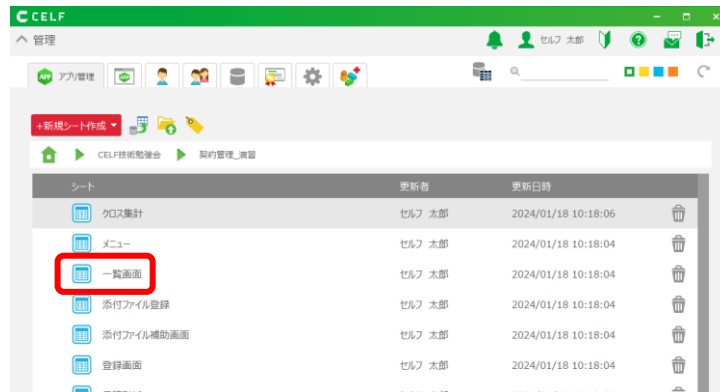 CELF
管理
セルフ 太郎
APP アプリ管理
+新規シート作成
CELF技術勉強会 契約管理_演習
シート 更新者 更新日時
クロス集計 セルフ 太郎 2024/01/18 10:18:06
メニュー セルフ 太郎 2024/01/18 10:18:04
一覧画面 セルフ 太郎 2024/01/18 10:18:04
添付ファイル登録 セルフ 太郎 2024/01/18 10:18:04
添付ファイル補助画面 セルフ 太郎 2024/01/18 10:18:04
登録画面 セルフ 太郎 2024/01/18 10:18:04